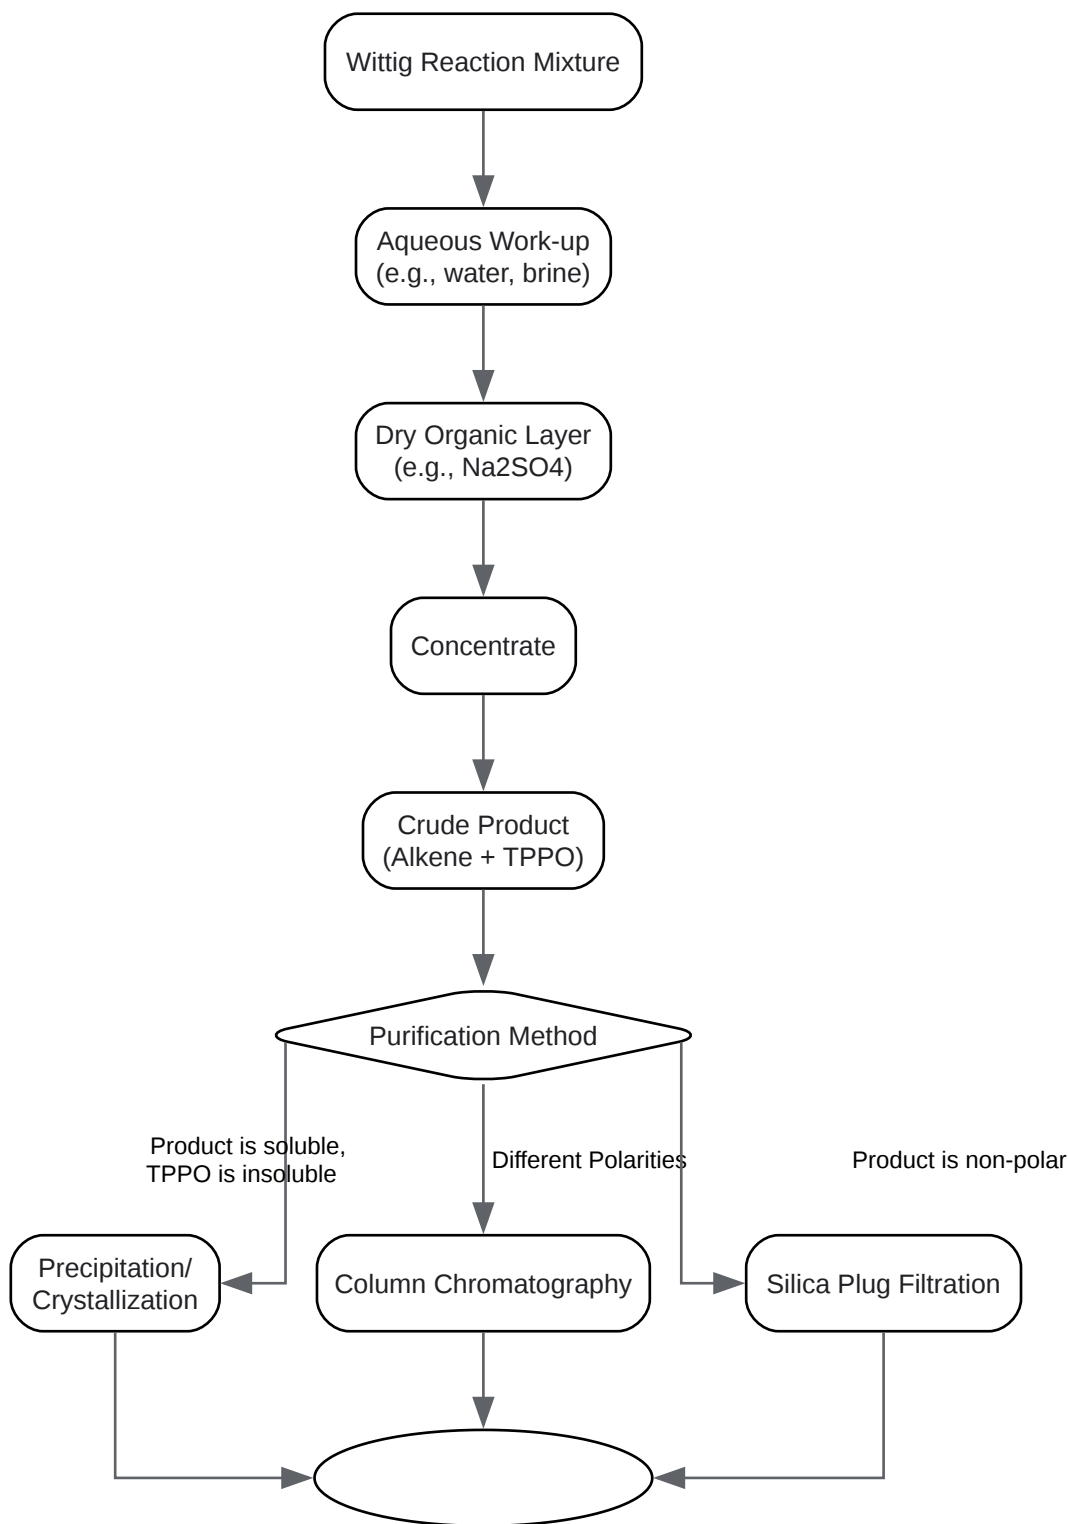 Wittig Reaction Mixture
Aqueous Work-up
(e.g., water, brine)
Dry Organic Layer
(e.g., Na2SO4)
Concentrate
Crude Product
(Alkene + TPPO)
Purification Method
Product is soluble,
TPPO is insoluble
Different Polarities
Product is non-polar
Precipitation/
Crystallization
Column Chromatography
Silica Plug Filtration